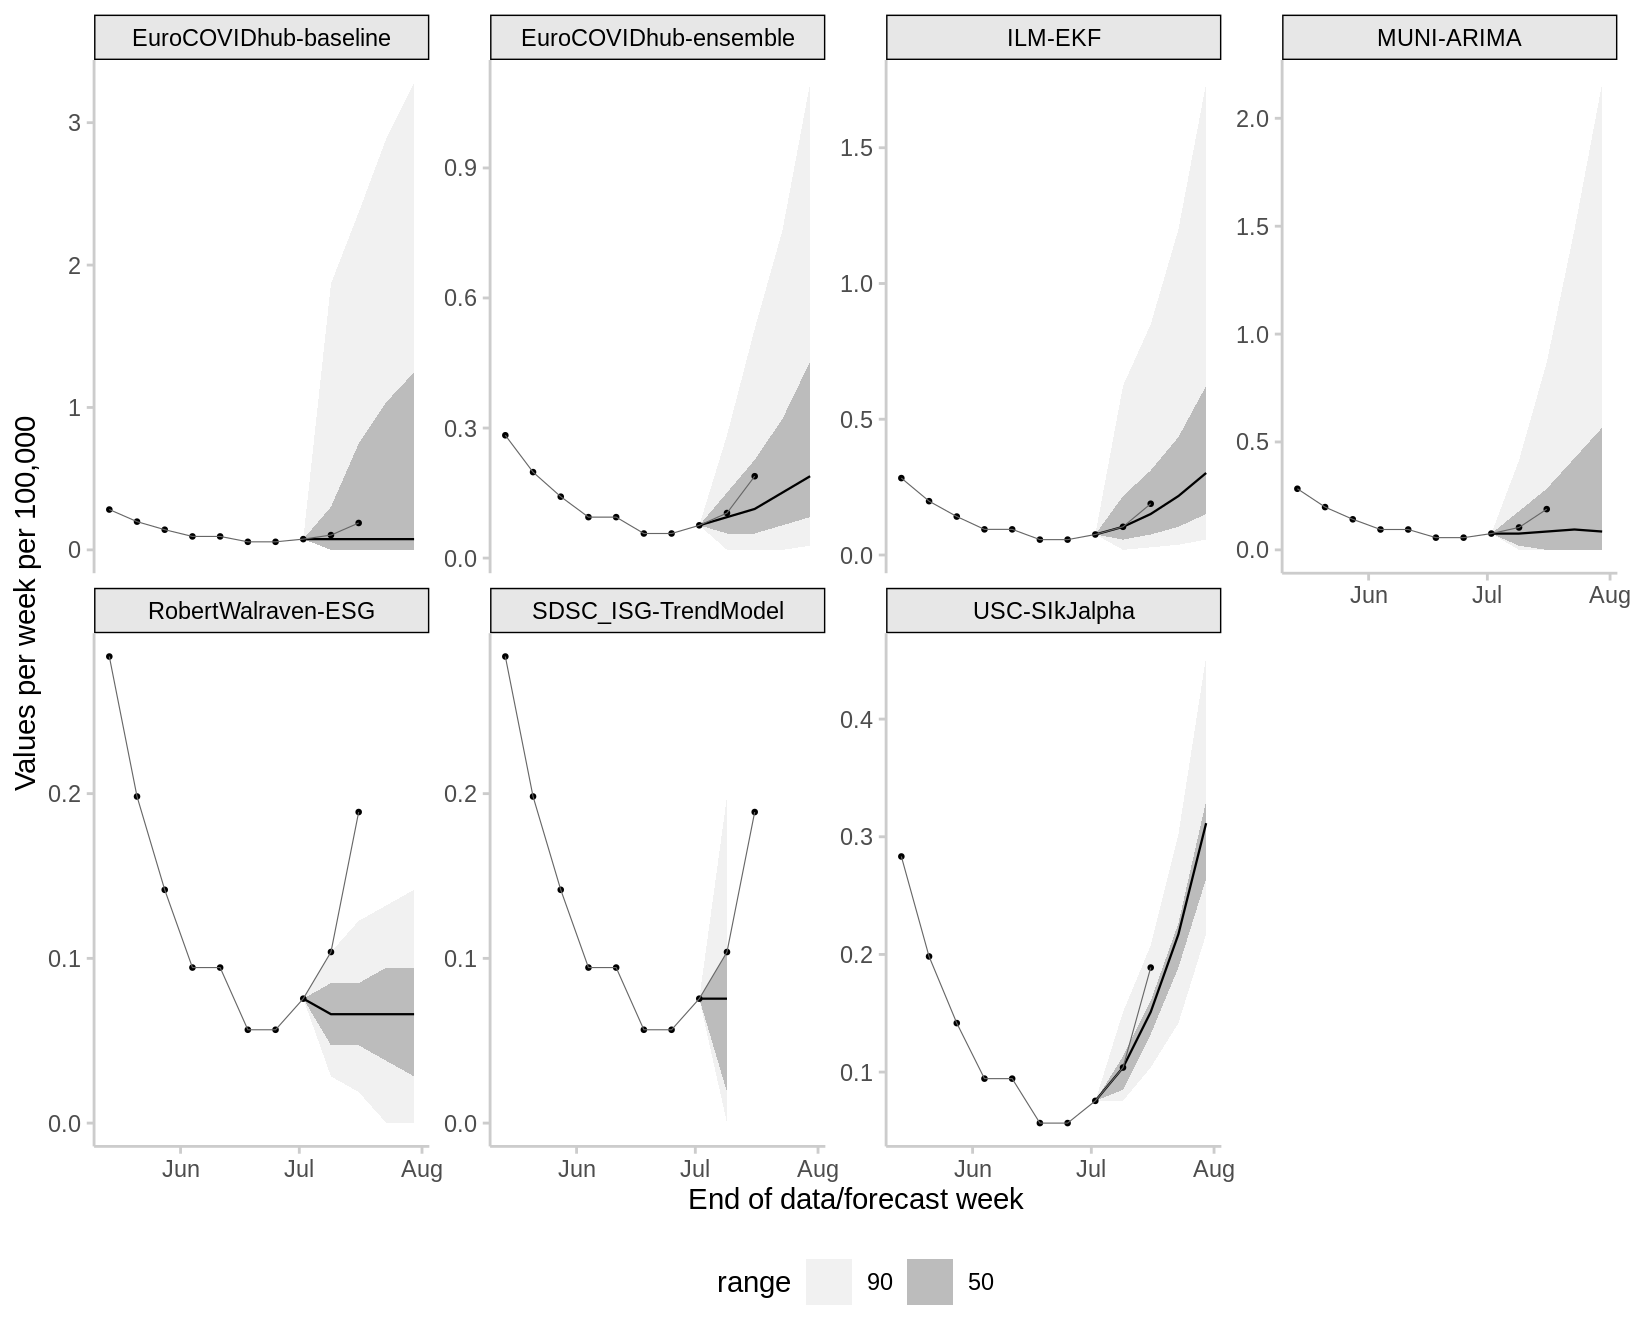 EuroCOVIDhub-baseline
EuroCOVIDhub-ensemble
ILM-EKF
MUNI-ARIMA
3
2
1
0
0.9
0.6
0.3
0.0
1.5
1.0
0.5
0.0
2.0
1.5
1.0
0.5
0.0
Jun
Jul
Aug
Values per week per 100,000
RobertWalraven-ESG
SDSC_ISG-TrendModel
USC-SIkJalpha
0.2
0.1
0.0
0.2
0.1
0.0
0.4
0.3
0.2
0.1
Jun
Jul
Aug
Jun
Jul
Aug
Jun
Jul
Aug
End of data/forecast week
range
90
50